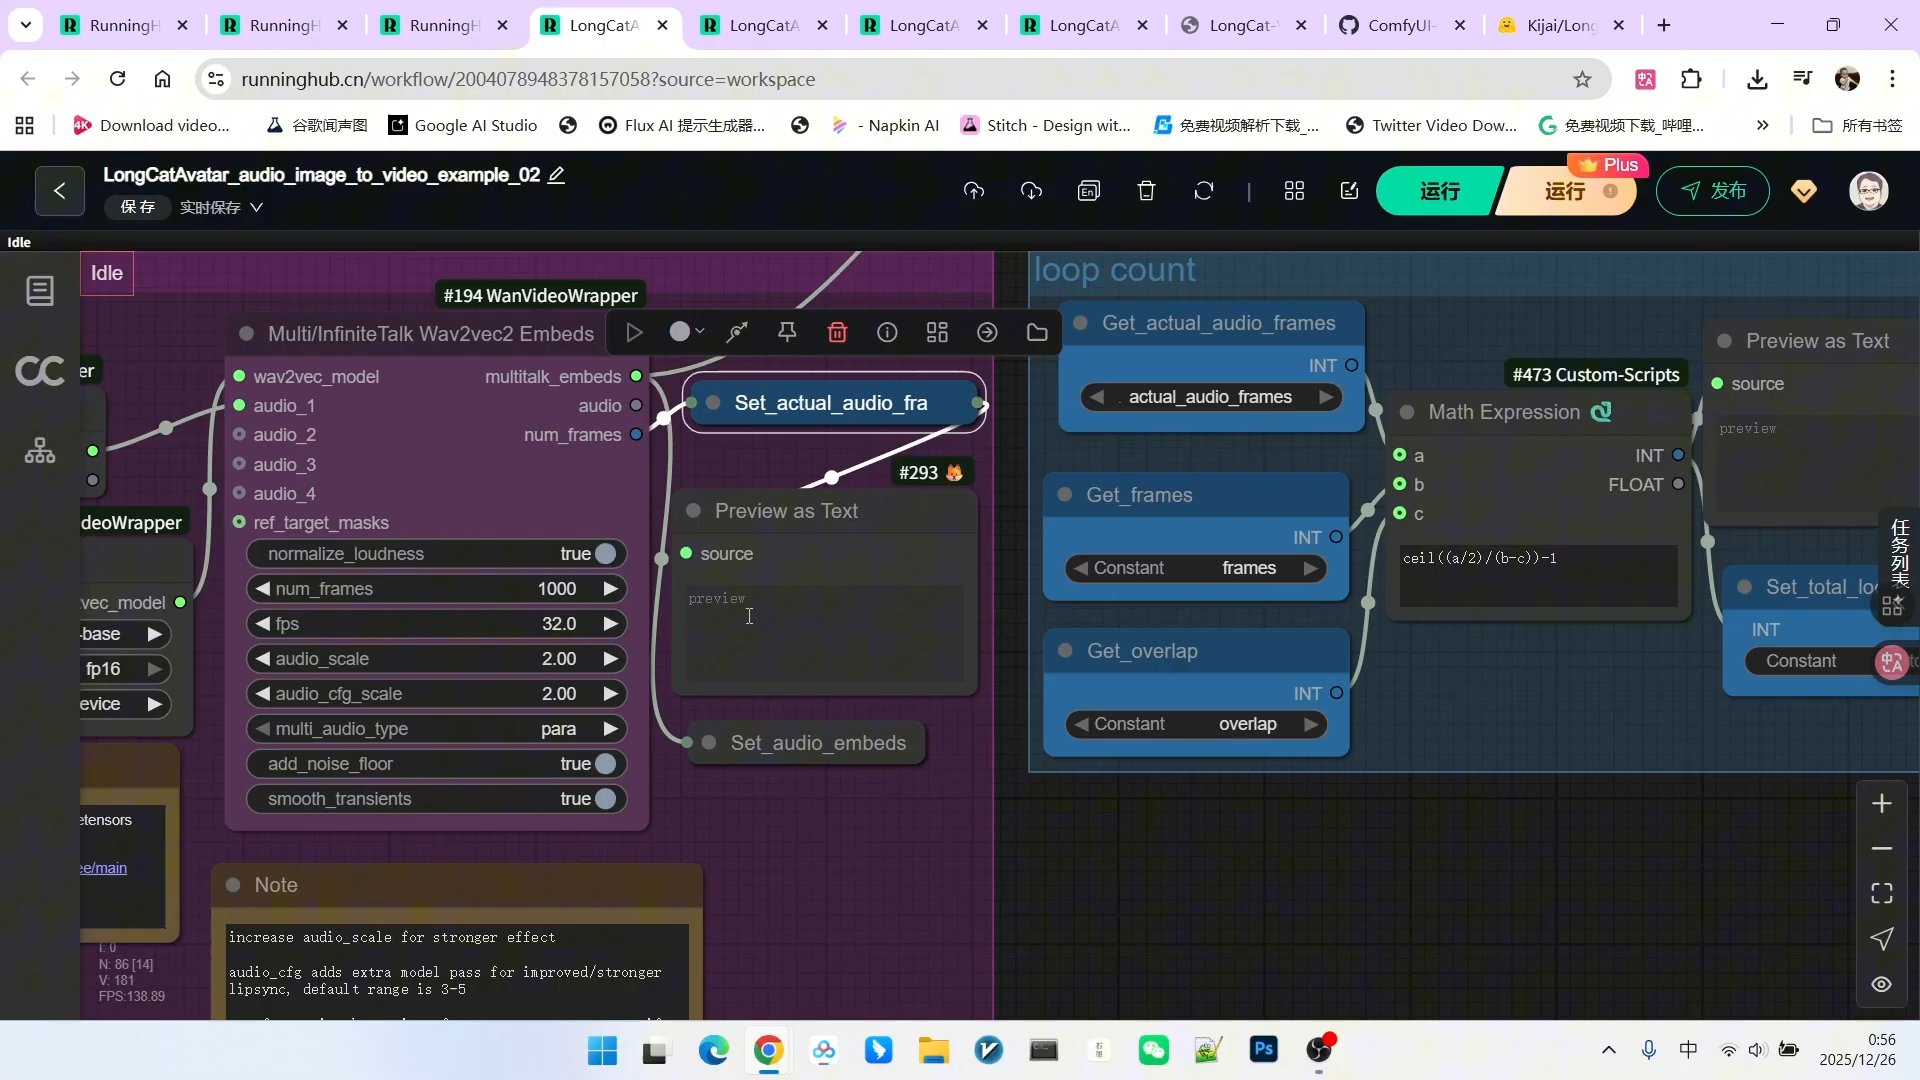 RunningH
RunningH
RunningH
LongCatA
LongCatA
LongCatA
LongCatA
LongCat-
ComfyUI-
Kijai/Long
runninghub.cn/workflow/2004078948378157058?source=workspace
Download video...
谷歌闻声图
Google AI Studio
Flux AI 提示生成器...
- Napkin AI
Stitch - Design wit...
免费视频解析下载_...
Twitter Video Dow...
免费视频下载_哔哩...
所有书签
LongCatAvatar_audio_image_to_video_example_02
保存
实时保存
En
运行
运行
Plus
发布
Idle
Idle
CC
er
deoWrapper
vec_model
-base
fp16
evice
etensors
ee/main
I: 0
N: 86 [14]
V: 181
FPS:138.89
#194 WanVideoWrapper
Multi/InfiniteTalk Wav2vec2 Embeds
wav2vec_model
multitalk_embeds
audio_1
audio
audio_2
num_frames
audio_3
audio_4
ref_target_masks
normalize_loudness true
num_frames 1000
fps 32.0
audio_scale 2.00
audio_cfg_scale 2.00
multi_audio_type para
add_noise_floor true
smooth_transients true
Note
increase audio_scale for stronger effect
audio_cfg adds extra model pass for improved/stronger
lipsync, default range is 3-5
Set_actual_audio_fra
#293
Preview as Text
source
preview
Set_audio_embeds
loop count
Get_actual_audio_frames
INT
actual_audio_frames
Get_frames
INT
Constant frames
Get_overlap
INT
Constant overlap
#473 Custom-Scripts
Math Expression
a
INT
b
FLOAT
c
ceil((a/2)/(b-c))-1
Preview as Text
source
preview
Set_total_lo
INT
Constant
任务列表
Ps
中
0:56
2025/12/26